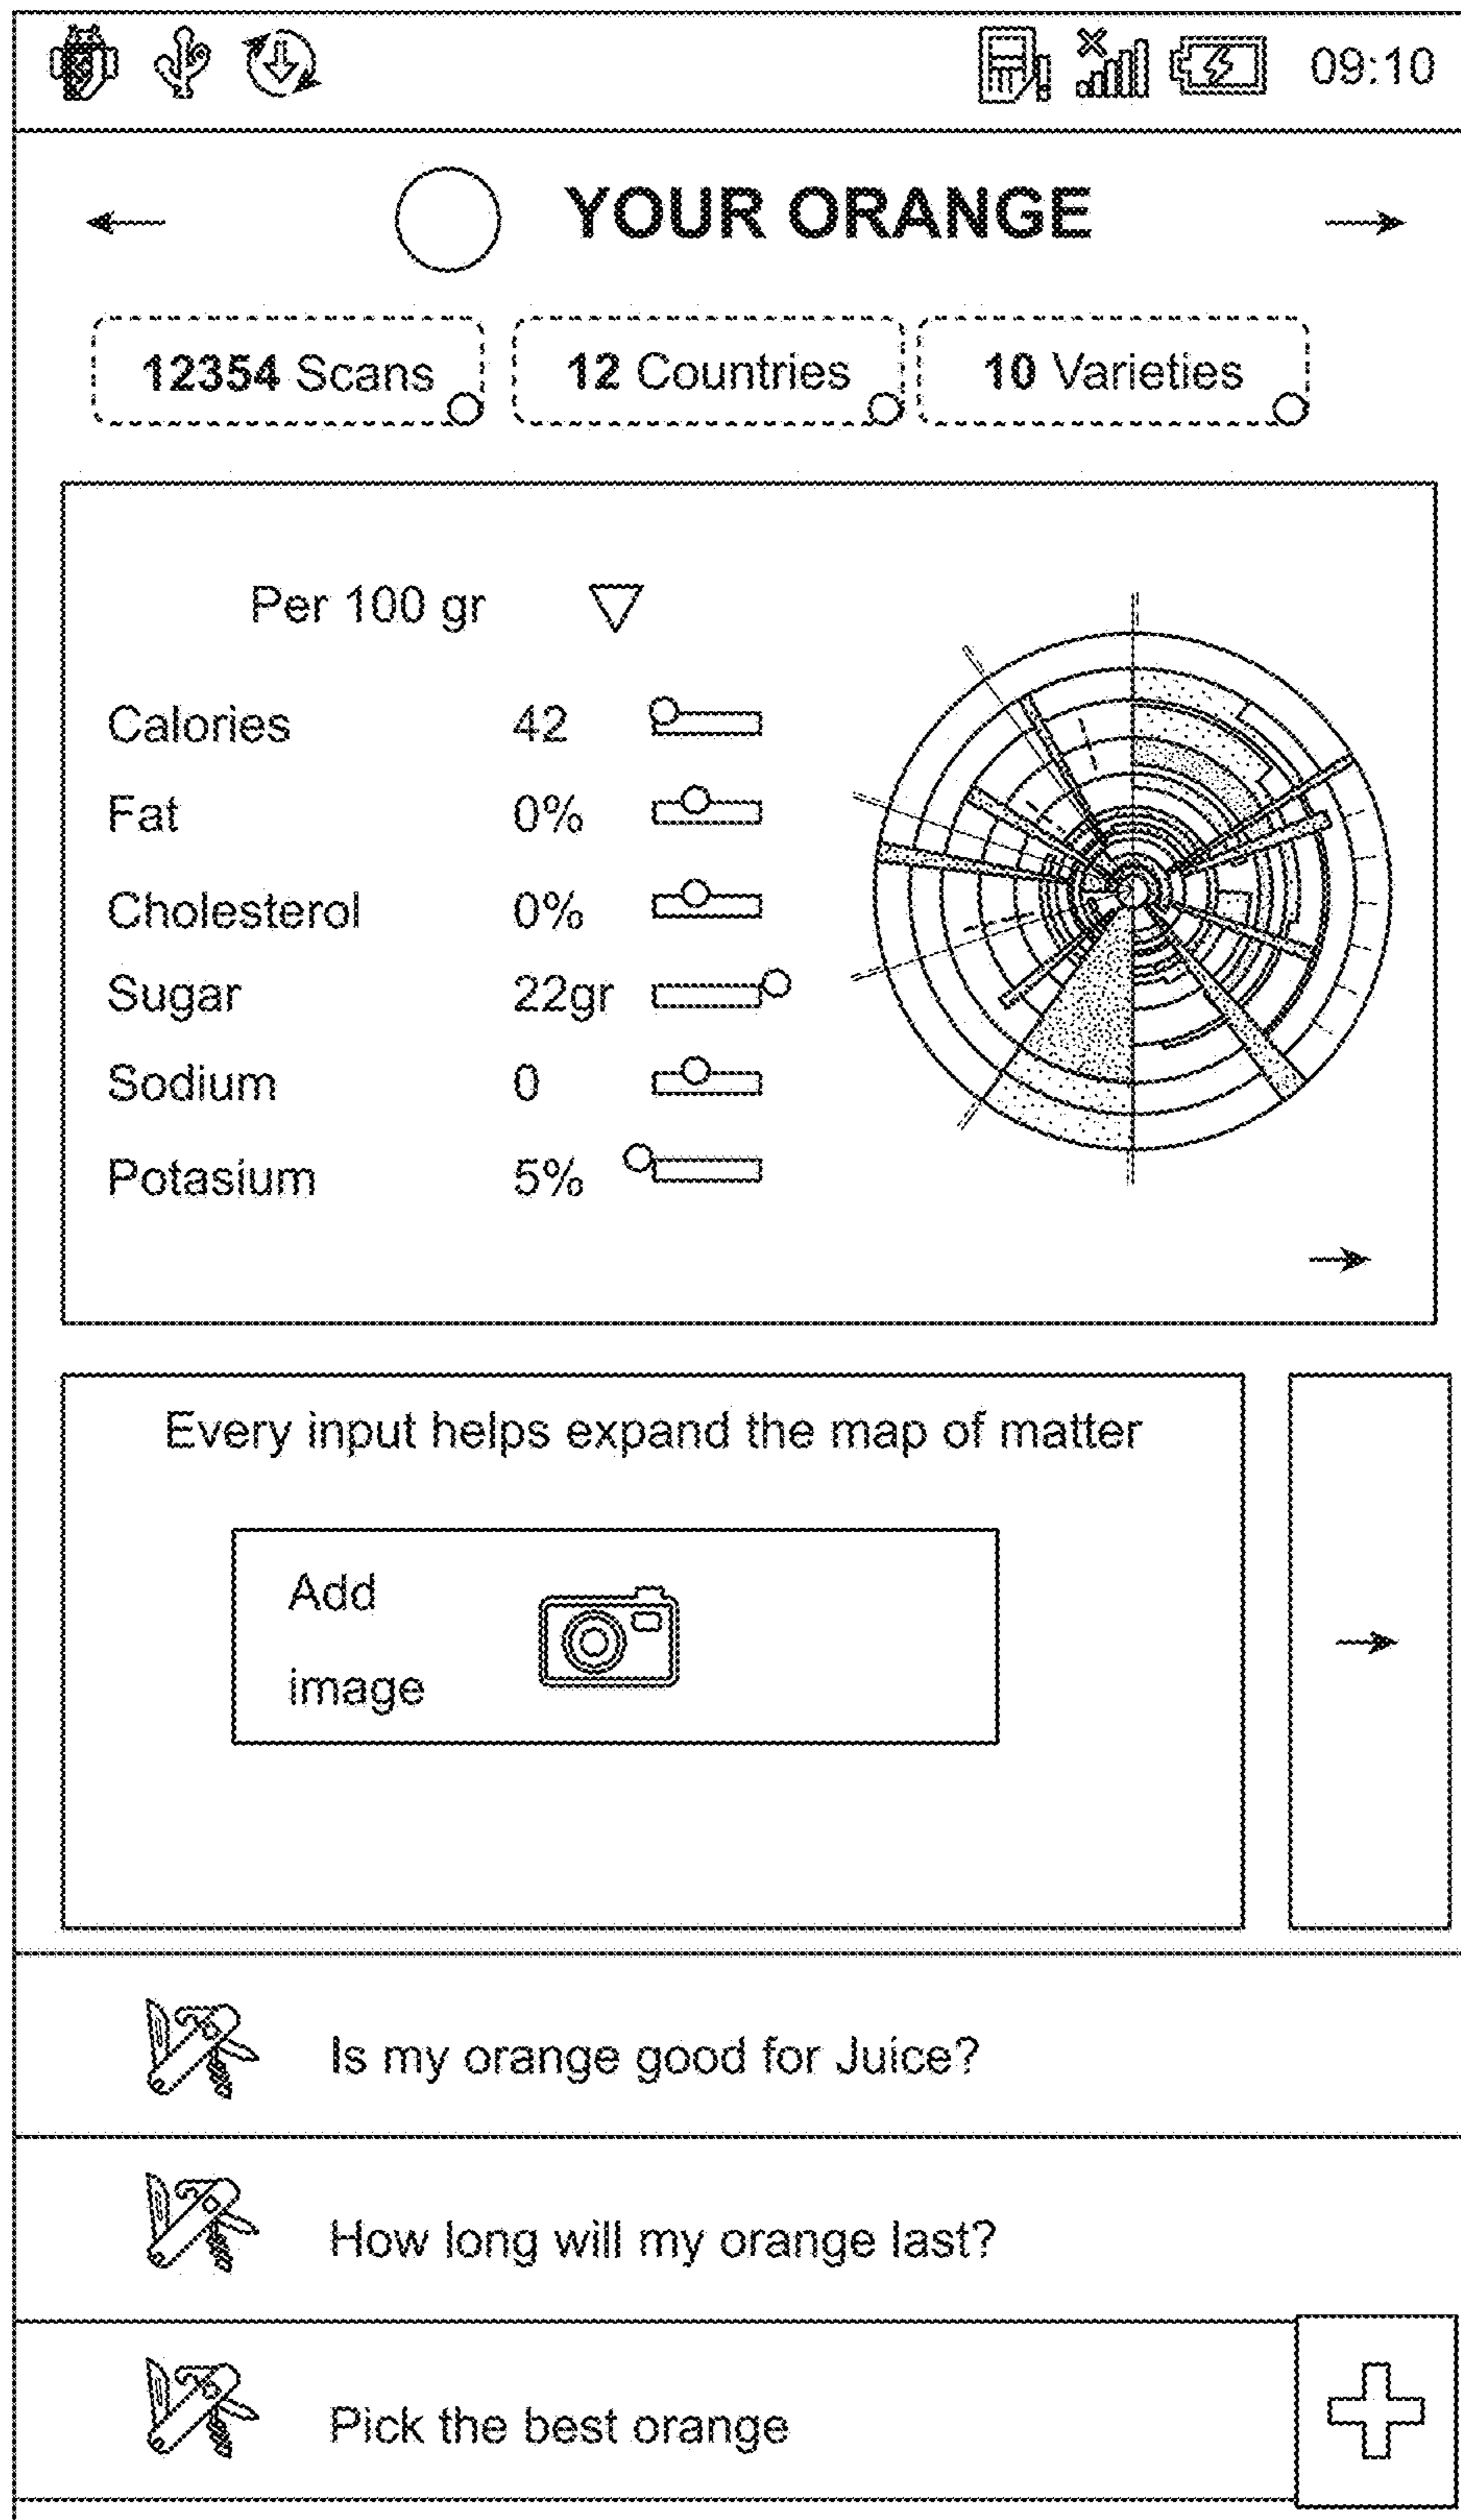 09:10
YOUR ORANGE
12354 Scans 12 Countries 10 Varieties
Per 100 gr
Calories 42
Fat 0%
Cholesterol 0%
Sugar 22gr
Sodium 0
Potasium 5%
Every input helps expand the map of matter
Add
image
Is my orange good for Juice?
How long will my orange last?
Pick the best orange